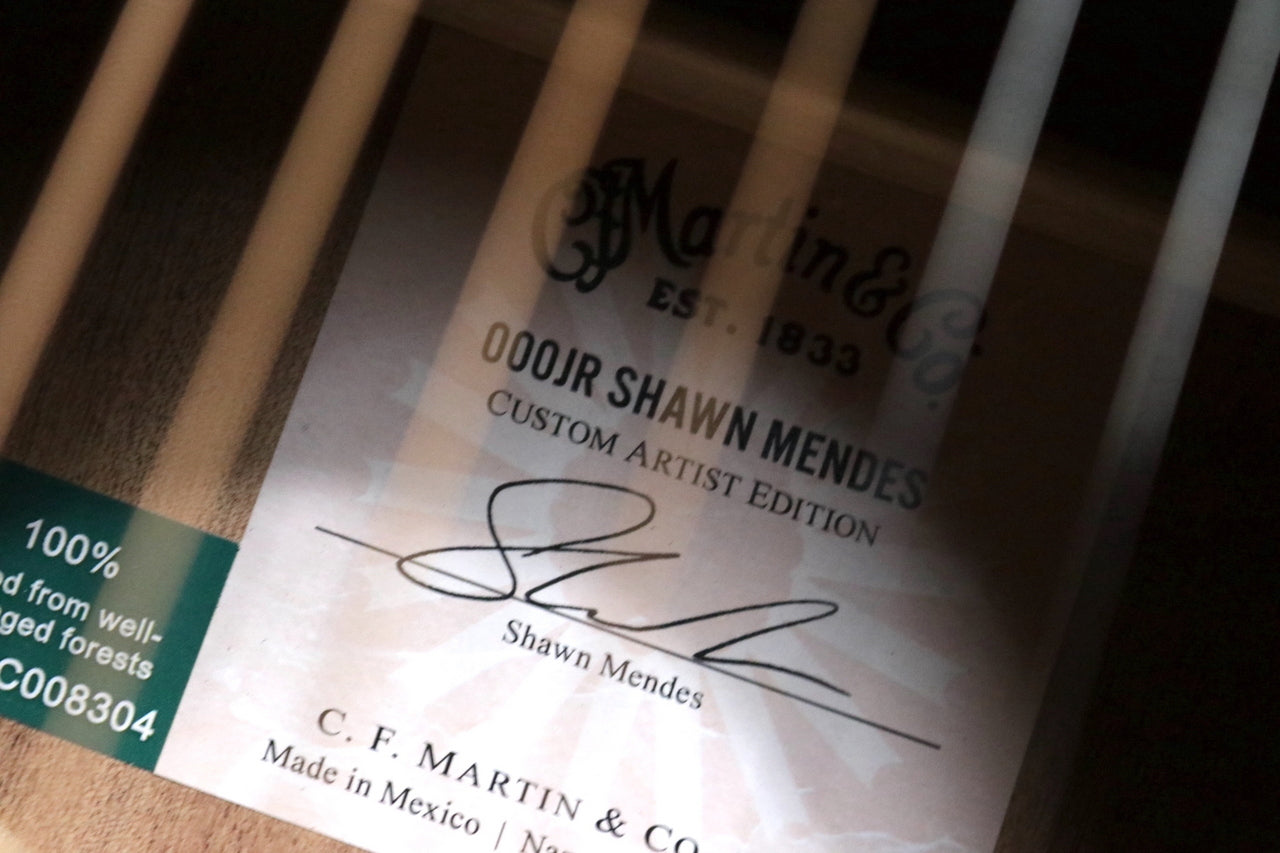 CFMartin & Co.
EST. 1833
000JR SHAWN MENDES
CUSTOM ARTIST EDITION
Shawn Mendes
C. F. MARTIN & CO
Made in Mexico |
100%
from well-
forests
C008304